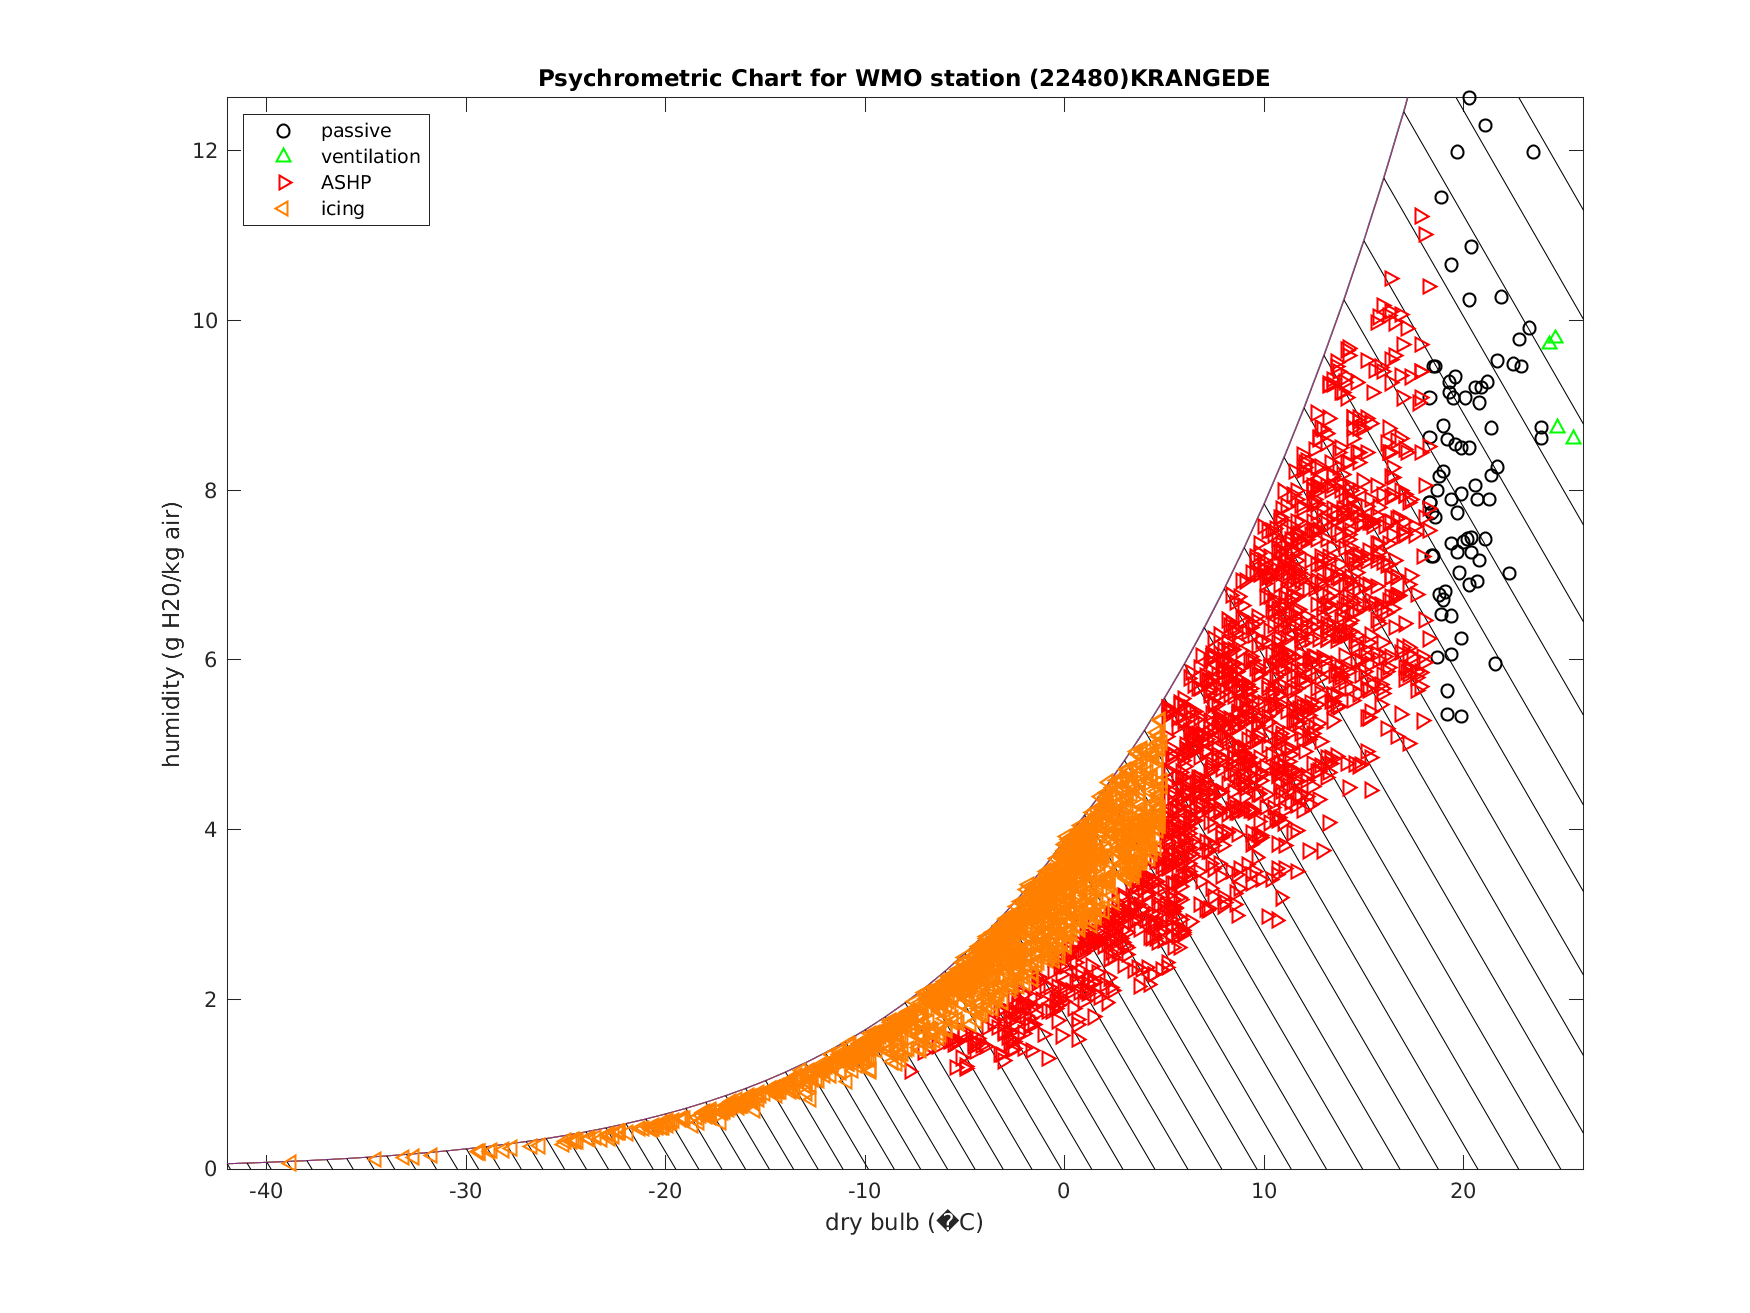 Psychrometric Chart for WMO station (22480)KRANGEDE
passive
ventilation
ASHP
icing
12
10
8
6
4
2
0
humidity (g H20/kg air)
-40 -30 -20 -10 0 10 20
dry bulb (�C)